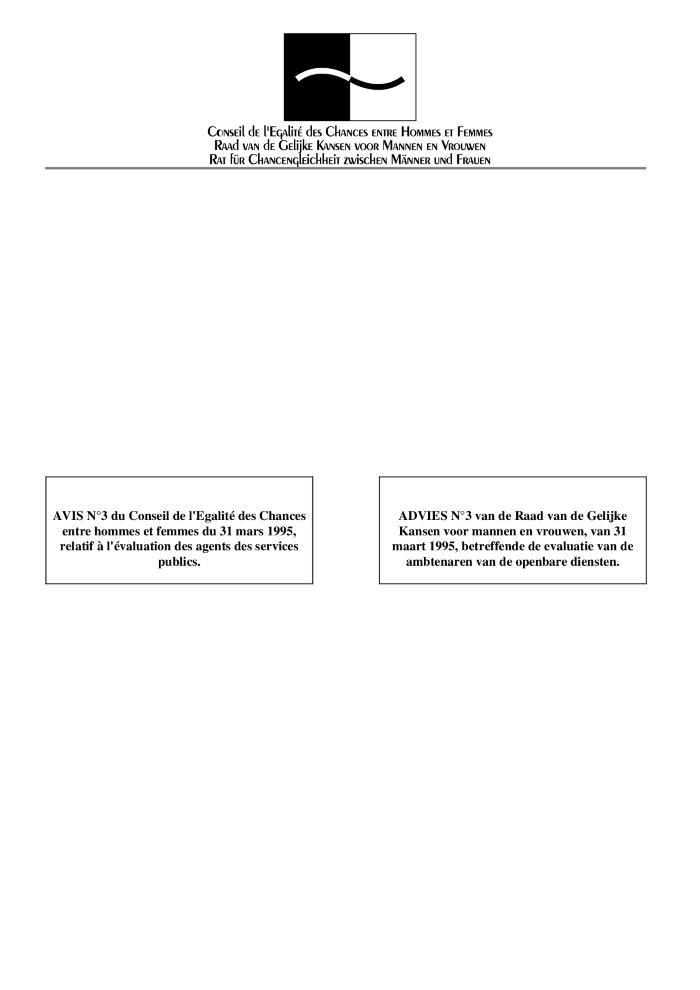 Conseil de l'Egalité des Chances entre Hommes et Femmes
Raad van de Gelijke Kansen voor Mannen en Vrouwen
Rat für Chancengleichheit zwischen Männer und Frauen
AVIS N°3 du Conseil de l'Egalité des Chances
entre hommes et femmes du 31 mars 1995,
relatif à l'évaluation des agents des services
publics.
ADVIES N°3 van de Raad van de Gelijke
Kansen voor mannen en vrouwen, van 31
maart 1995, betreffende de evaluatie van de
ambtenaren van de openbare diensten.